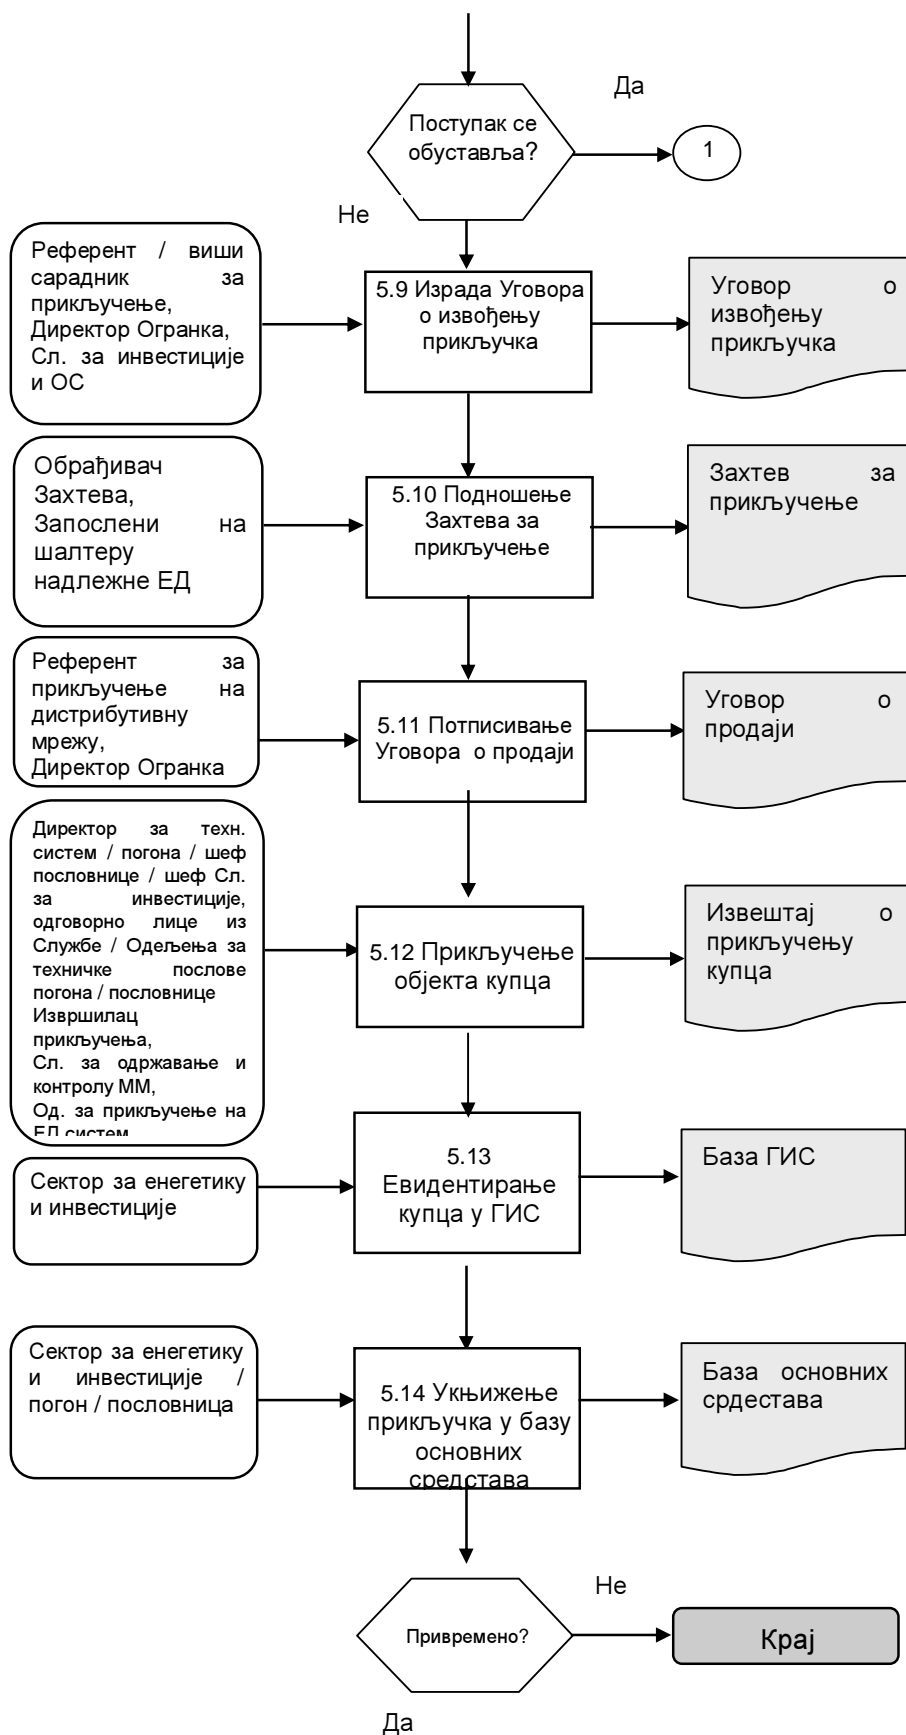 Да
Поступак се
обуставља?
1
Не
Референт / виши
сарадник за
прикључење,
Директор Огранка,
Сл. за инвестиције
и ОС
5.9 Израда Уговора
о извођењу
прикључка
Уговор о
извођењу
прикључка
Обрађивач
Захтева,
Запослени на
шалтеру
надлежне ЕД
5.10 Подношење
Захтева за
прикључење
Захтев за
прикључење
Референт за
прикључење на
дистрибутивну
мрежу,
Директор Огранка
5.11 Потписивање
Уговора о продаји
Уговор о
продаји
Директор за техн.
систем / погона / шеф
пословнице / шеф Сл.
за инвестиције,
одговорно лице из
Службе / Одељења за
техничке послове
погона / пословнице
Извршилац
прикључења,
Сл. за одржавање и
контролу ММ,
Од. за прикључење на
ЕД систем
5.12 Прикључење
објекта купца
Извештај о
прикључењу
купца
Сектор за енегетику
и инвестиције
5.13
Евидентирање
купца у ГИС
База ГИС
Сектор за енегетику
и инвестиције /
погон / пословница
5.14 Укњижење
прикључка у базу
основних
средстава
База основних
срдестава
Привремено?
Не
Крај
Да